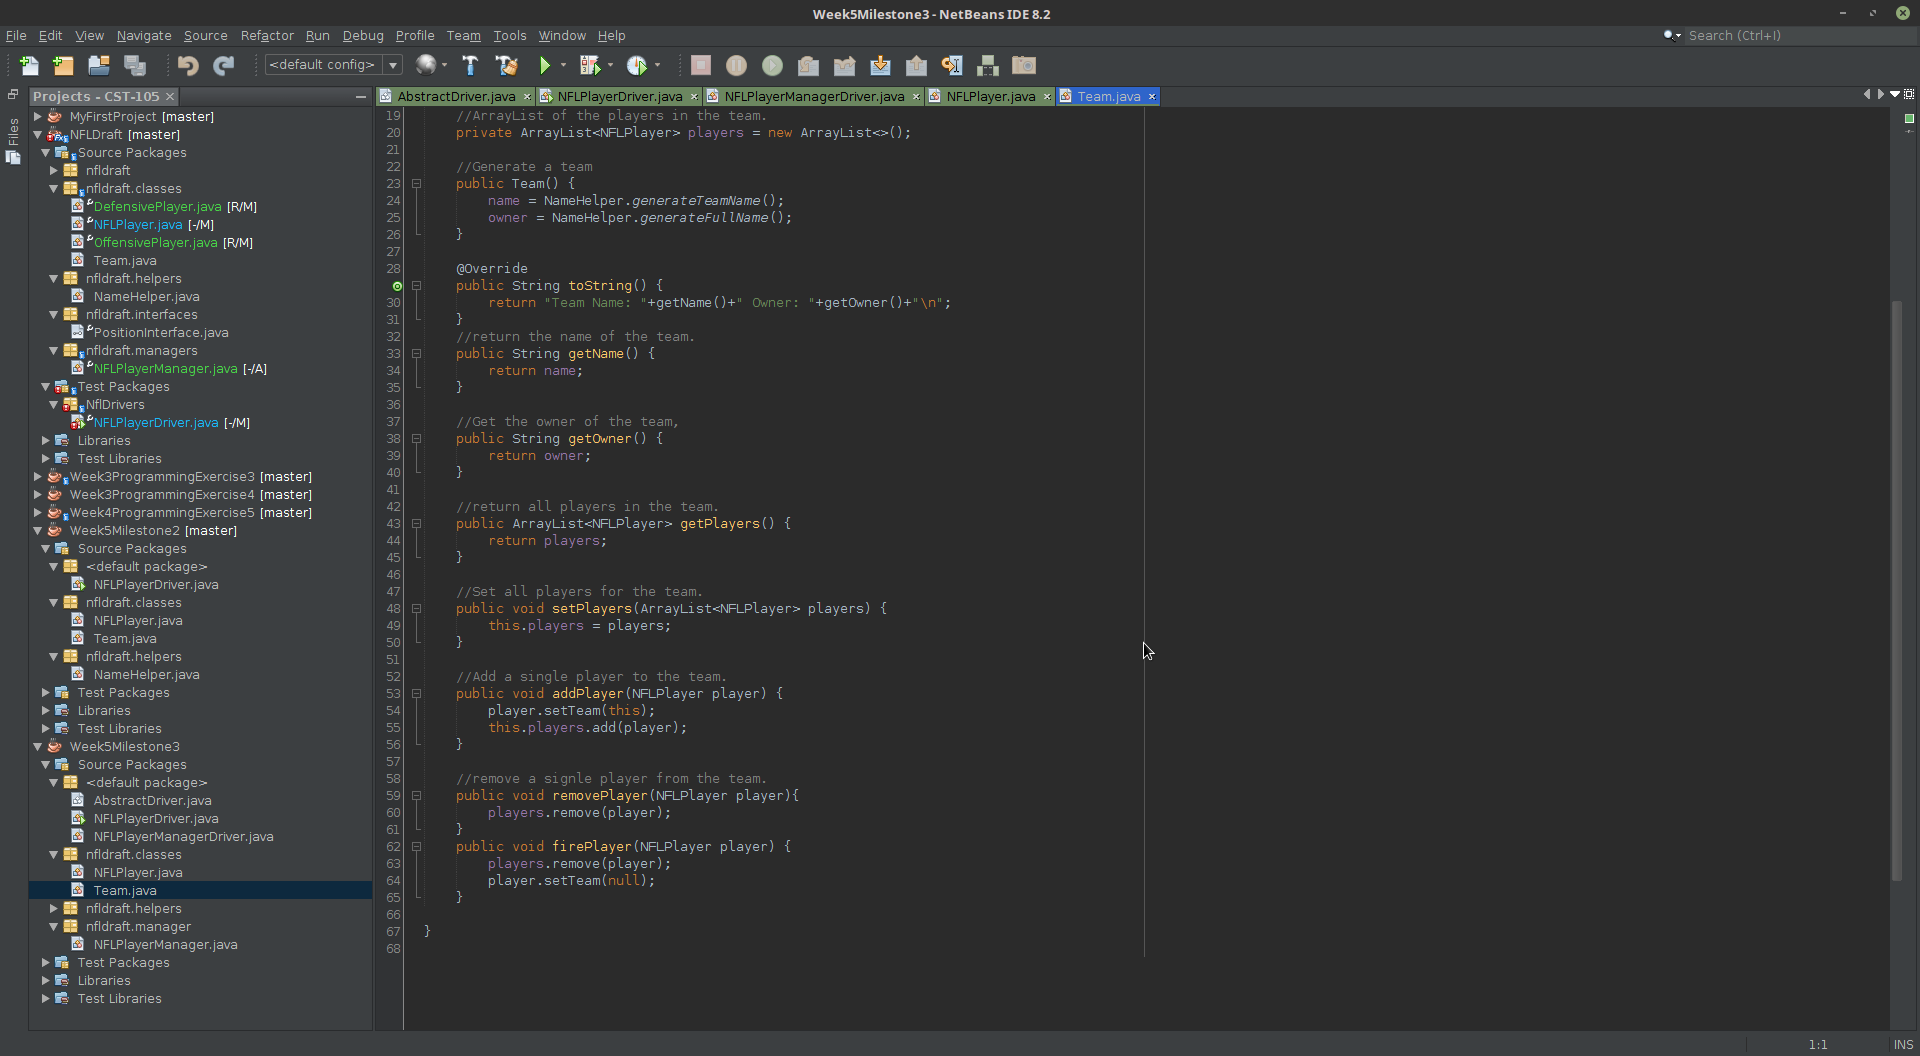 Week5Milestone3 - NetBeans IDE 8.2
File Edit View Navigate Source Refactor Run Debug Profile Team Tools Window Help
Search (Ctrl+I)
<default config>
Files
Projects - CST-105
MyFirstProject [master]
NFLDraft [master]
Source Packages
nfldraft
nfldraft.classes
DefensivePlayer.java [R/M]
NFLPlayer.java [-/M]
OffensivePlayer.java [R/M]
Team.java
nfldraft.helpers
NameHelper.java
nfldraft.interfaces
PositionInterface.java
nfldraft.managers
NFLPlayerManager.java [-/A]
Test Packages
NflDrivers
NFLPlayerDriver.java [-/M]
Libraries
Test Libraries
Week3ProgrammingExercise3 [master]
Week3ProgrammingExercise4 [master]
Week4ProgrammingExercise5 [master]
Week5Milestone2 [master]
Source Packages
<default package>
NFLPlayerDriver.java
nfldraft.classes
NFLPlayer.java
Team.java
nfldraft.helpers
NameHelper.java
Test Packages
Libraries
Test Libraries
Week5Milestone3
Source Packages
<default package>
AbstractDriver.java
NFLPlayerDriver.java
NFLPlayerManagerDriver.java
nfldraft.classes
NFLPlayer.java
Team.java
nfldraft.helpers
nfldraft.manager
NFLPlayerManager.java
Test Packages
Libraries
Test Libraries
AbstractDriver.java NFLPlayerDriver.java NFLPlayerManagerDriver.java NFLPlayer.java Team.java
19 //ArrayList of the players in the team.
20 private ArrayList<NFLPlayer> players = new ArrayList<>();
21
22 //Generate a team
23 public Team() {
24 name = NameHelper.generateTeamName();
25 owner = NameHelper.generateFullName();
26 }
27
28 @Override
public String toString() {
30 return "Team Name: "+getName()+" Owner: "+getOwner()+"\n";
31 }
32 //return the name of the team.
33 public String getName() {
34 return name;
35 }
36
37 //Get the owner of the team,
38 public String getOwner() {
39 return owner;
40 }
41
42 //return all players in the team.
43 public ArrayList<NFLPlayer> getPlayers() {
44 return players;
45 }
46
47 //Set all players for the team.
48 public void setPlayers(ArrayList<NFLPlayer> players) {
49 this.players = players;
50 }
51
52 //Add a single player to the team.
53 public void addPlayer(NFLPlayer player) {
54 player.setTeam(this);
55 this.players.add(player);
56 }
57
58 //remove a signle player from the team.
59 public void removePlayer(NFLPlayer player){
60 players.remove(player);
61 }
62 public void firePlayer(NFLPlayer player) {
63 players.remove(player);
64 player.setTeam(null);
65 }
66
67 }
68
1:1 INS